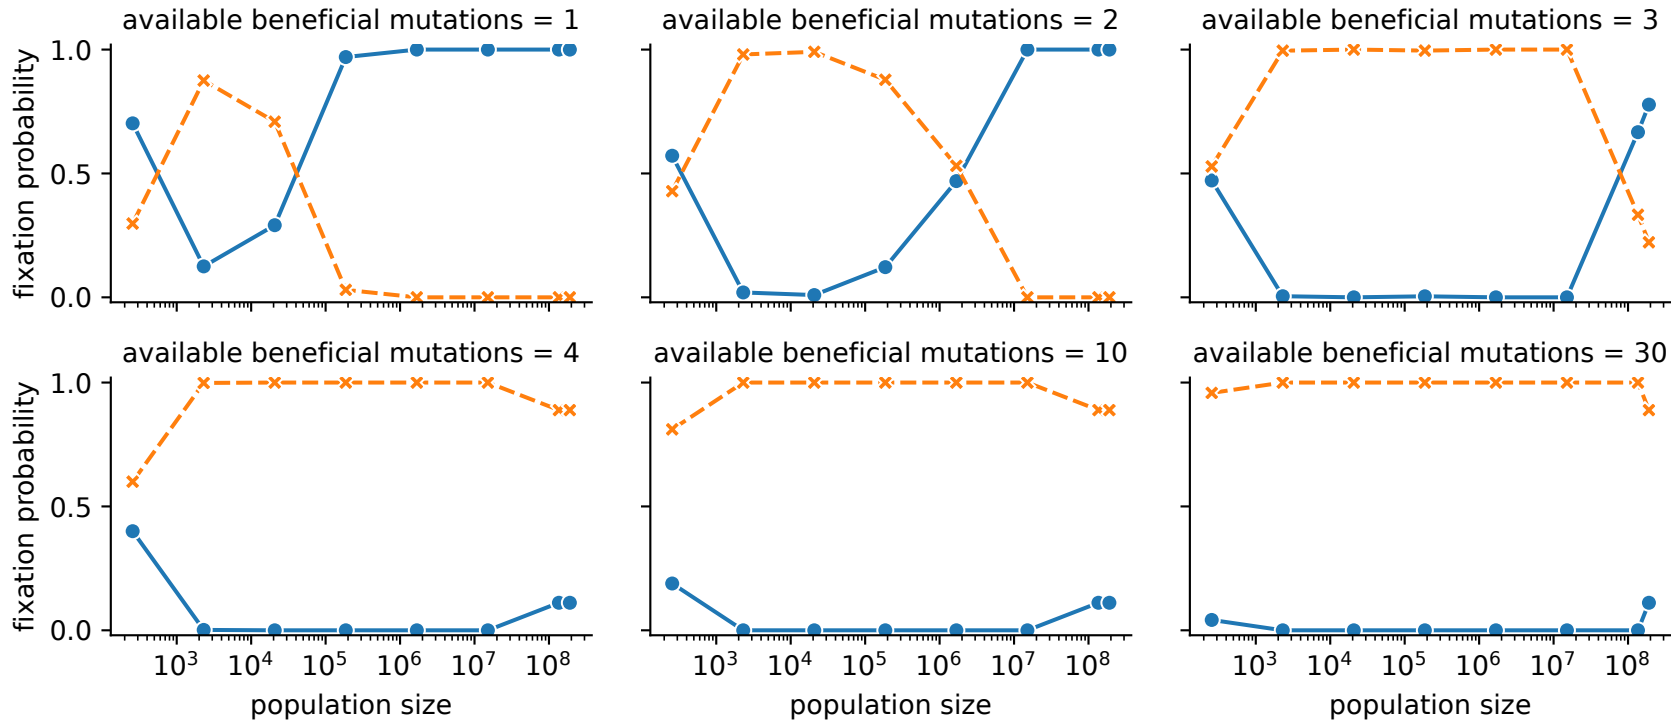 available beneficial mutations = 1
available beneficial mutations = 2
available beneficial mutations = 3
fixation probability
1.0
0.5
0.0
10³ 10⁴ 10⁵ 10⁶ 10⁷ 10⁸
10³ 10⁴ 10⁵ 10⁶ 10⁷ 10⁸
10³ 10⁴ 10⁵ 10⁶ 10⁷ 10⁸
available beneficial mutations = 4
available beneficial mutations = 10
available beneficial mutations = 30
fixation probability
1.0
0.5
0.0
population size
population size
population size